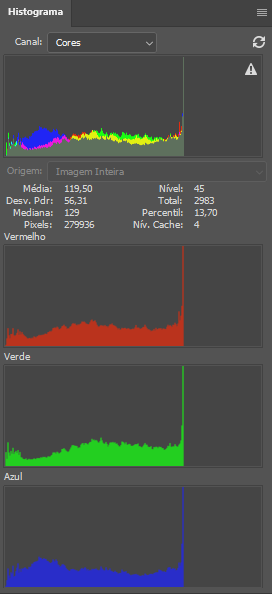 Histograma
Canal: Cores
Origem: Imagem Inteira
Média: 119,50 Nível: 45
Desv. Pdr: 56,31 Total: 2983
Mediana: 129 Percentil: 13,70
Pixels: 279936 Nív. Cache: 4
Vermelho
Verde
Azul